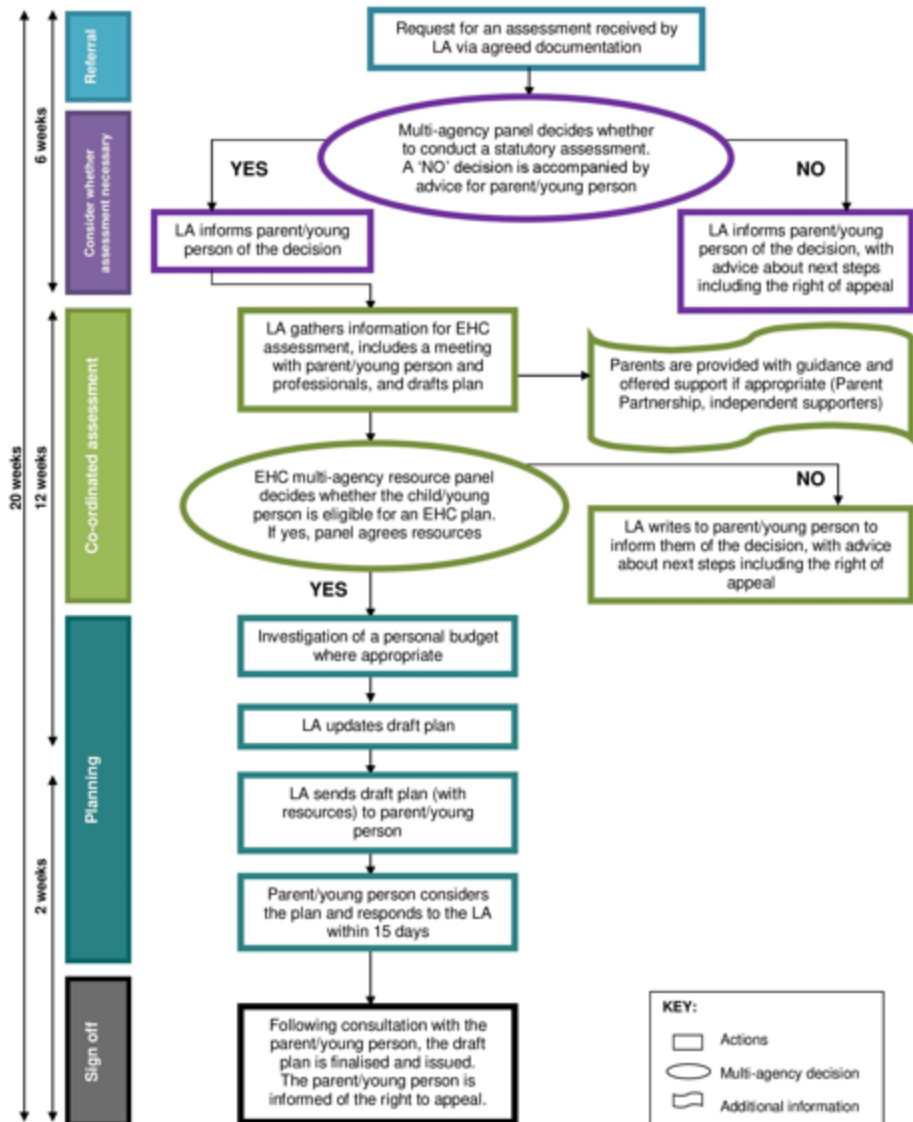 Request for an assessment received by
LA via agreed documentation
Referral
6 weeks
Multi-agency panel decides whether
to conduct a statutory assessment.
A 'NO' decision is accompanied by
advice for parent/young person
YES
NO
Consider whether
assessment necessary
LA informs parent/young
person of the decision
LA informs parent/young
person of the decision, with
advice about next steps
including the right of appeal
LA gathers information for EHC
assessment, includes a meeting
with parent/young person and
professionals, and drafts plan
Parents are provided with guidance and
offered support if appropriate (Parent
Partnership, independent supporters)
20 weeks
12 weeks
Co-ordinated assessment
EHC multi-agency resource panel
decides whether the child/young
person is eligible for an EHC plan.
If yes, panel agrees resources
NO
LA writes to parent/young person to
inform them of the decision, with advice
about next steps including the right of
appeal
YES
Investigation of a personal budget
where appropriate
LA updates draft plan
Planning
LA sends draft plan (with
resources) to parent/young
person
2 weeks
Parent/young person considers
the plan and responds to the LA
within 15 days
Sign off
Following consultation with the
parent/young person, the draft
plan is finalised and issued.
The parent/young person is
informed of the right to appeal.
KEY:
Actions
Multi-agency decision
Additional information